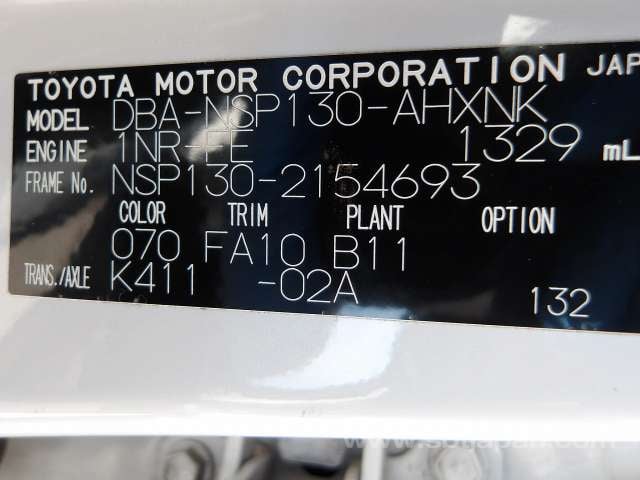 TOYOTA MOTOR CORPORATION JAP
MODEL DBA-NSP130-AHXNK
ENGINE 1NR-FE 1329 mL
FRAME No. NSP130-2154693
COLOR TRIM PLANT OPTION
070 FA10 B11
TRANS./AXLE K411 -02A
132